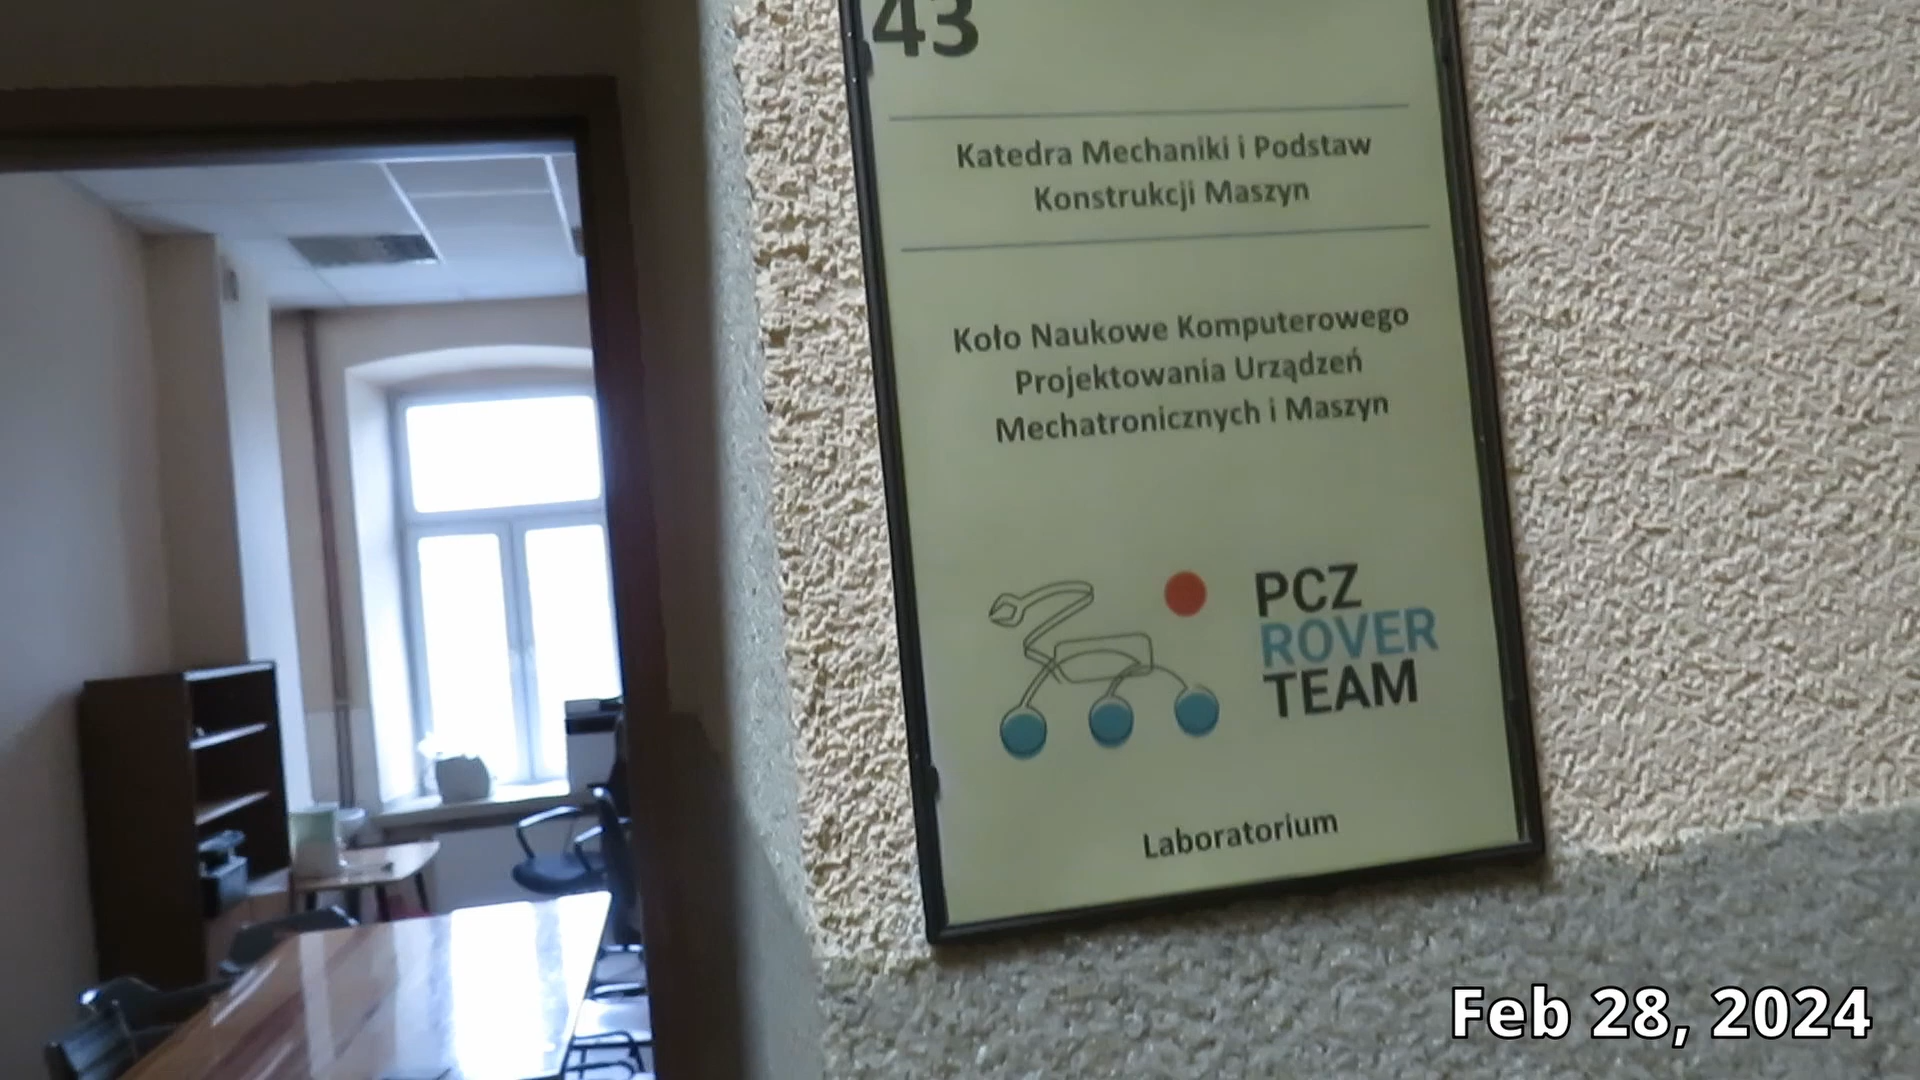 43
Katedra Mechaniki i Podstaw
Konstrukcji Maszyn
Koło Naukowe Komputerowego
Projektowania Urządzeń
Mechatronicznych i Maszyn
PCZ
ROVER
TEAM
Laboratorium
Feb 28, 2024